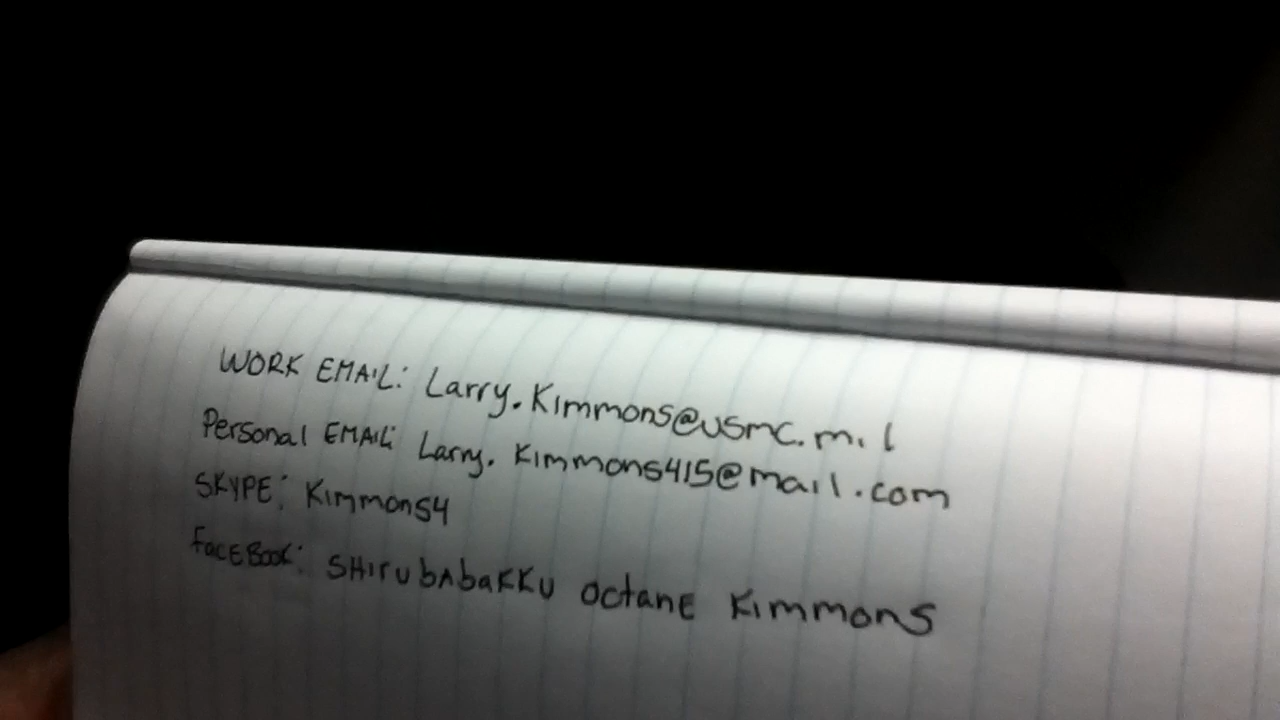 WORK EMAIL: Larry.Kimmons@usmc.mil
Personal EMAIL: Larry.Kimmons415@mail.com
SKYPE: Kimmons4
FaceBook: SHirubAbaKKU Octane Kimmons